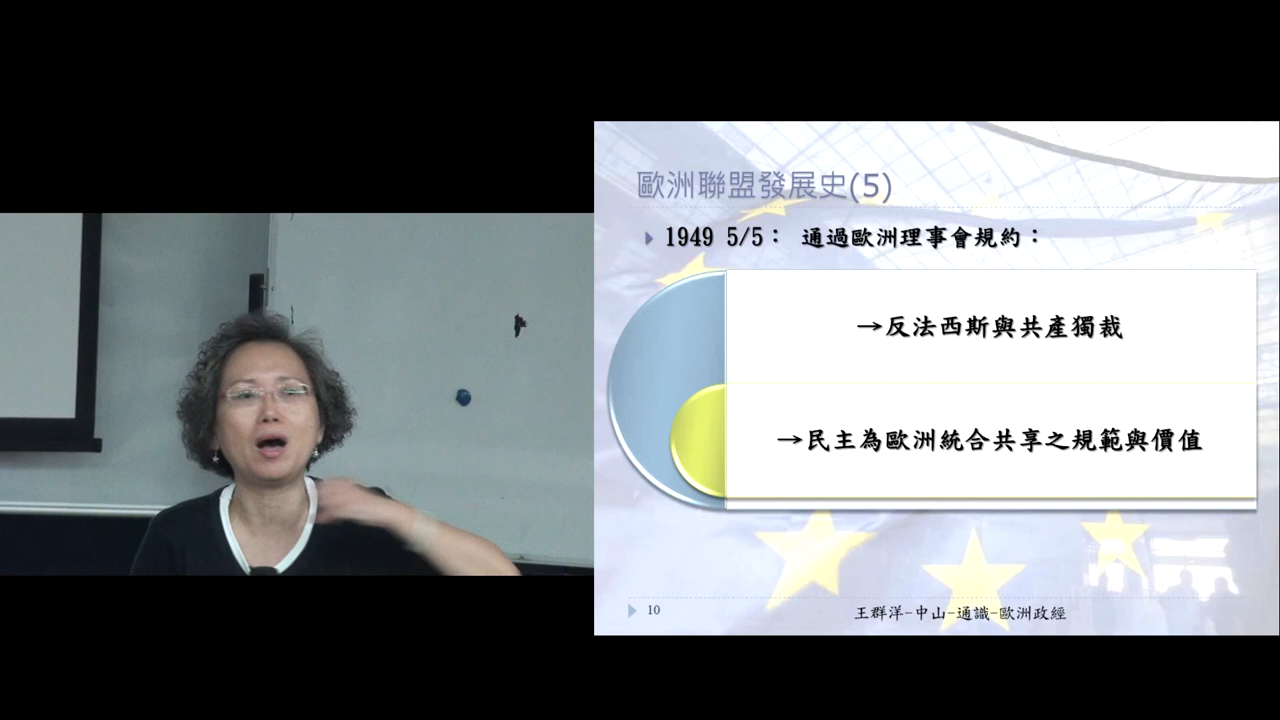 歐洲聯盟發展史(5)
1949 5/5： 通過歐洲理事會規約：
→反法西斯與共產獨裁
→民主為歐洲統合共享之規範與價值
10
王群洋-中山-通識-歐洲政經